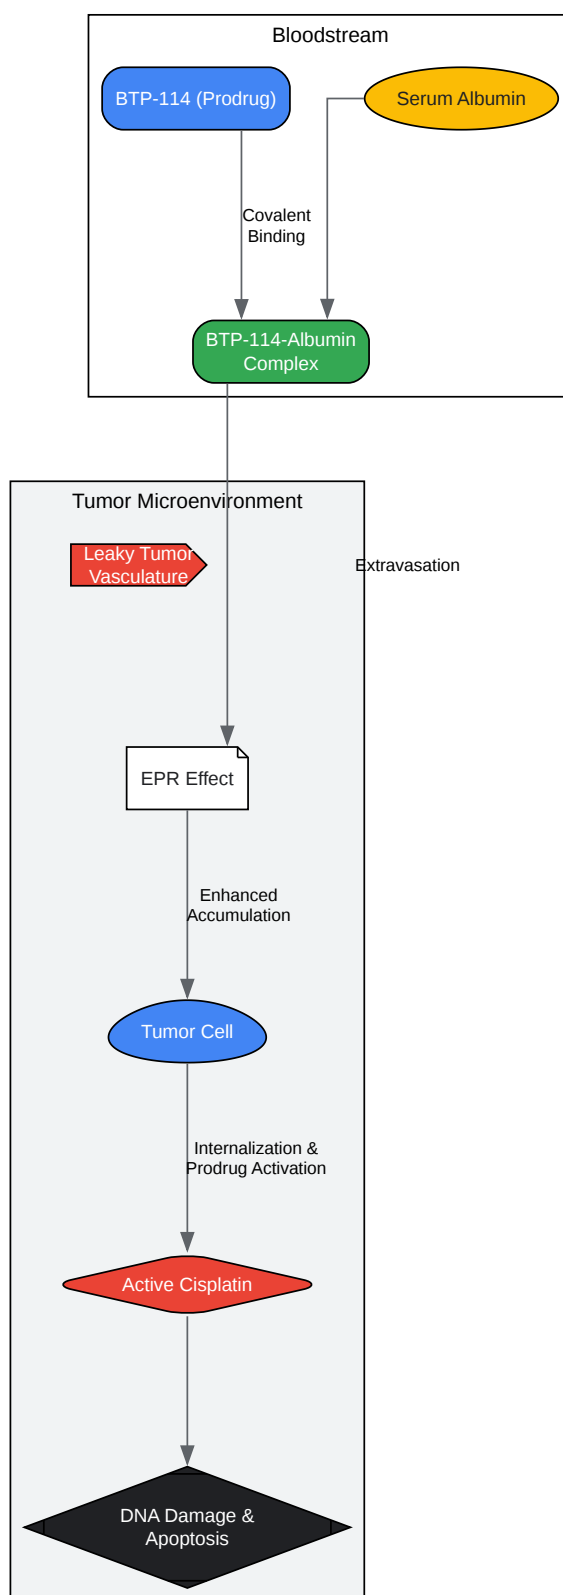 Bloodstream
BTP-114 (Prodrug)
Serum Albumin
Covalent
Binding
BTP-114-Albumin
Complex
Tumor Microenvironment
Leaky Tumor
Vasculature
Extravasation
EPR Effect
Enhanced
Accumulation
Tumor Cell
Internalization &
Prodrug Activation
Active Cisplatin
DNA Damage &
Apoptosis